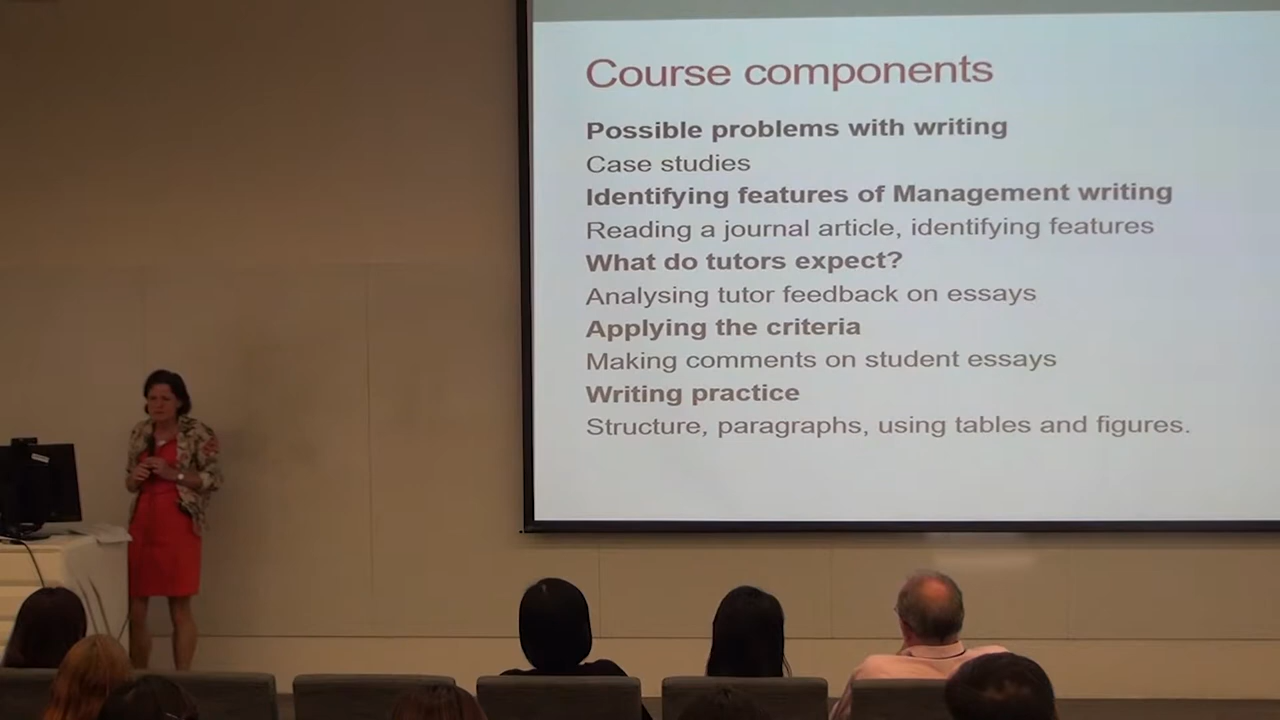 Course components
Possible problems with writing
Case studies
Identifying features of Management writing
Reading a journal article, identifying features
What do tutors expect?
Analysing tutor feedback on essays
Applying the criteria
Making comments on student essays
Writing practice
Structure, paragraphs, using tables and figures.